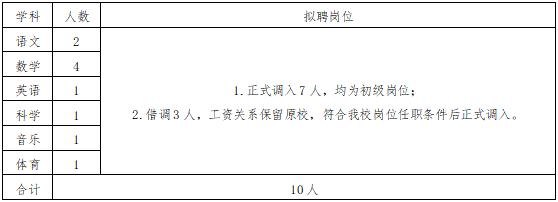 学科 人数 拟聘岗位
语文 2
数学 4
英语 1
科学 1
音乐 1
体育 1
1.正式调入7人，均为初级岗位；
2.借调3人，工资关系保留原校，符合我校岗位任职条件后正式调入。
合计 10人